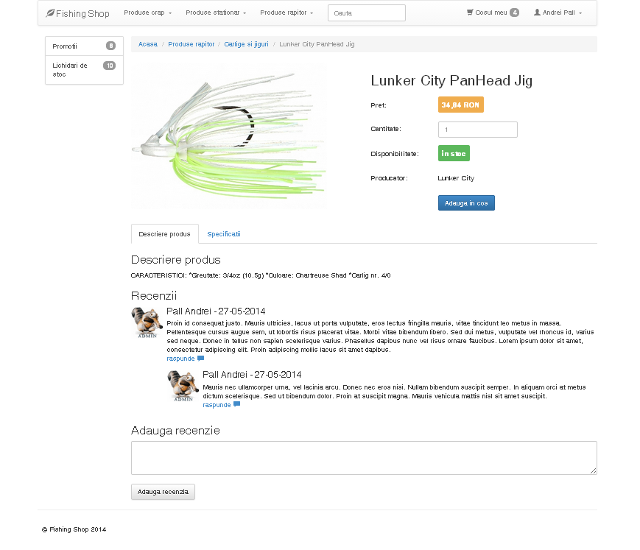 Fishing Shop Produse crap Produse stationar Produse rapitor Cauta Cosul meu 4 Andrei Pall
Promotii 8
Lichidari de stoc 10
Acasa / Produse rapitor / Carlige si jiguri / Lunker City PanHead Jig
Lunker City PanHead Jig
Pret: 34,84 RON
Cantitate: 1
Disponibilitate: In stoc
Producator: Lunker City
Adauga in cos
Descriere produs Specificatii
Descriere produs
CARACTERISTICI: *Greutate: 3/4oz (10.5g) *Culoare: Chartreuse Shad *Carlig nr. 4/0
Recenzii
Pall Andrei - 27-05-2014
Proin id consequat justo. Mauris ultricies, lacus ut porta vulputate, eros lectus fringilla mauris, vitae tincidunt leo metus in massa.
Pellentesque cursus augue sem, ut lobortis risus placerat vitae. Morbi vitae bibendum libero. Sed dui metus, vulputate vel rhoncus id, varius
sed neque. Donec in tellus non sapien scelerisque varius. Phasellus dapibus nunc vel risus ornare faucibus. Lorem ipsum dolor sit amet,
consectetur adipiscing elit. Proin adipiscing mollis lacus sit amet dapibus.
ADMIN
raspunde
Pall Andrei - 27-05-2014
Mauris nec ullamcorper urna, vel lacinia arcu. Donec nec eros nisi. Nullam bibendum suscipit semper. In aliquam orci at metus
dictum scelerisque. Sed ut bibendum dolor. Proin at suscipit magna. Mauris vehicula mattis nisl sit amet suscipit.
ADMIN
raspunde
Adauga recenzie
Adauga recenzia
© Fishing Shop 2014